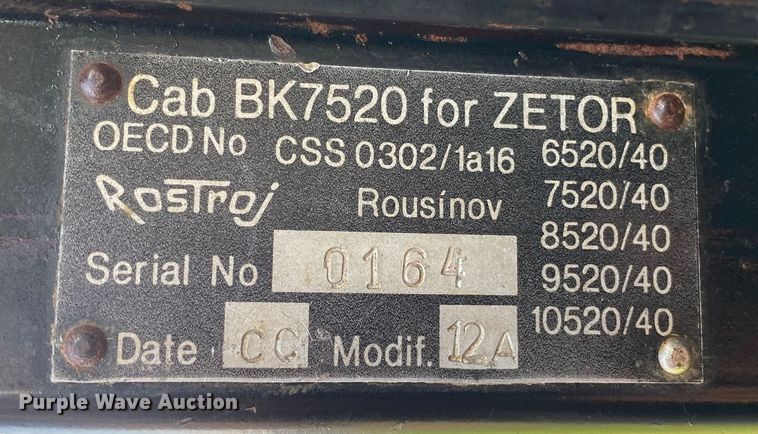 Cab BK7520 for ZETOR
OECD No CSS 0302/1a16 6520/40
7520/40
Rostroj Rousínov
8520/40
Serial No 0164 9520/40
10520/40
Date CC Modif. 12A
Purple Wave Auction